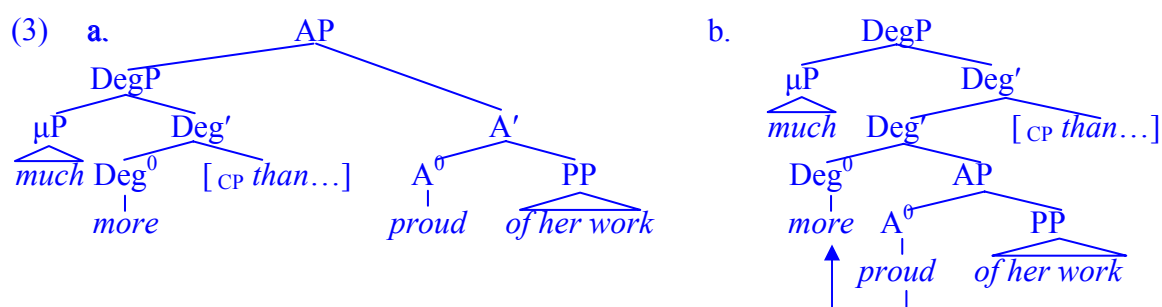 (3) a. AP b. DegP
DegP μP Deg′
μP Deg′ A′ much Deg′ [ CP than…]
much Deg⁰ [ CP than…] A⁰ PP Deg⁰ AP
more proud of her work more A⁰ PP
proud of her work